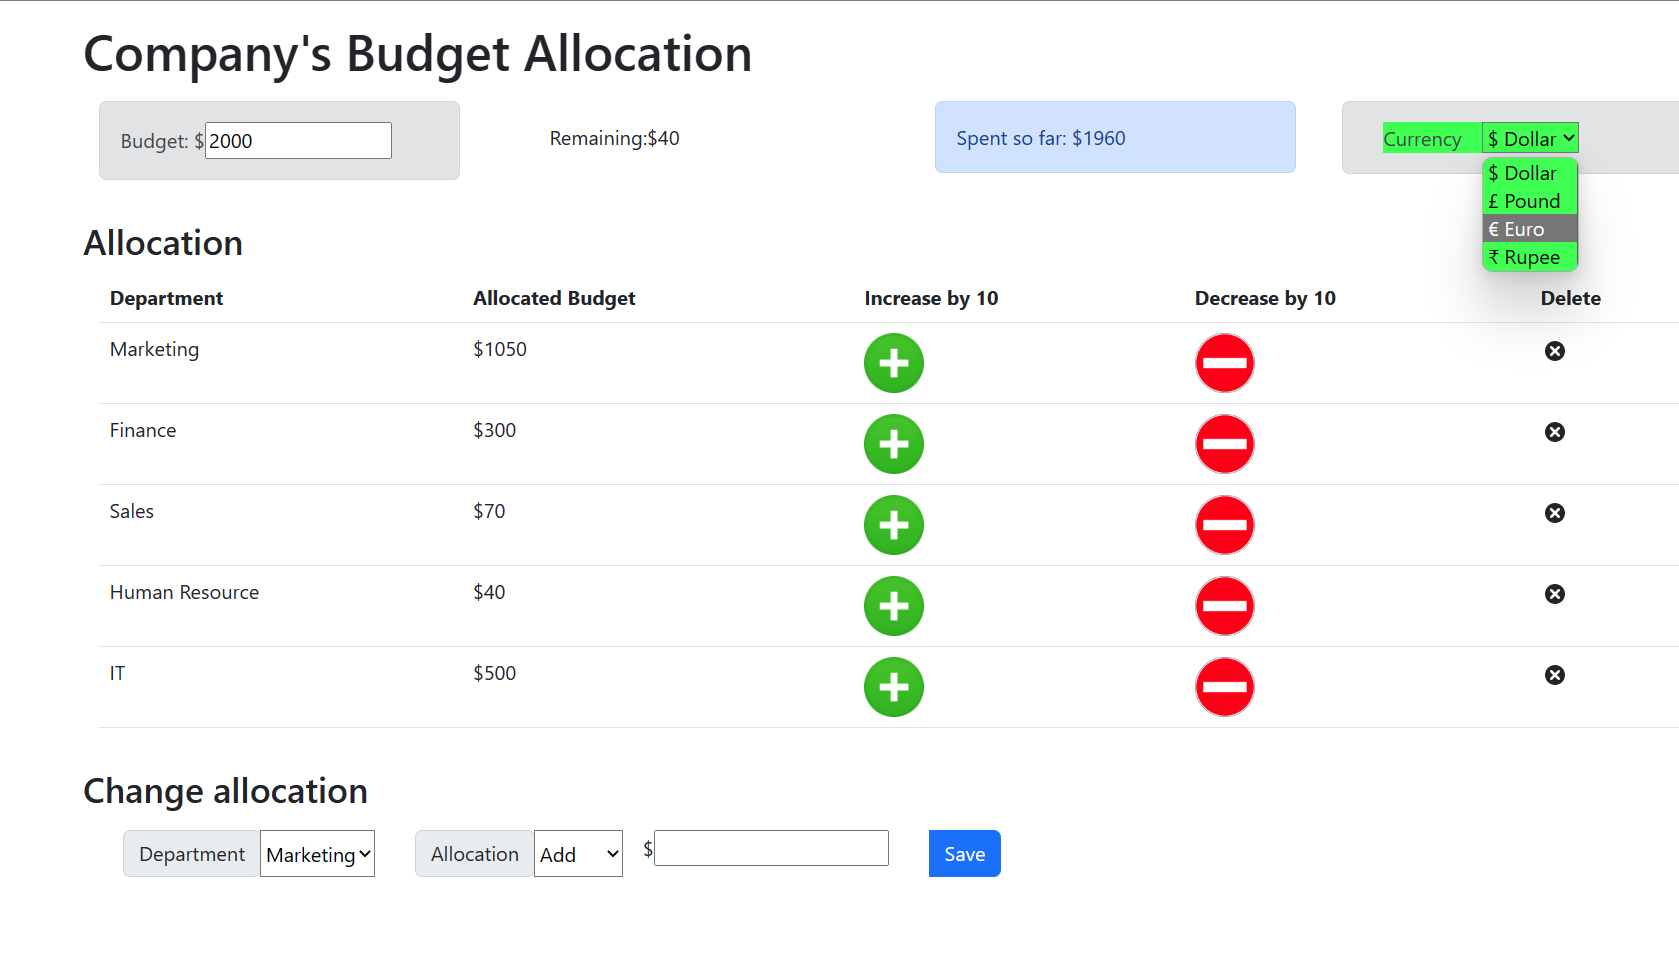 Company's Budget Allocation
Budget: $ 2000
Remaining:$40
Spent so far: $1960
Currency $ Dollar
$ Dollar
£ Pound
€ Euro
₹ Rupee
Allocation
Department Allocated Budget Increase by 10 Decrease by 10 Delete
Marketing $1050
Finance $300
Sales $70
Human Resource $40
IT $500
Change allocation
Department Marketing Allocation Add $ Save